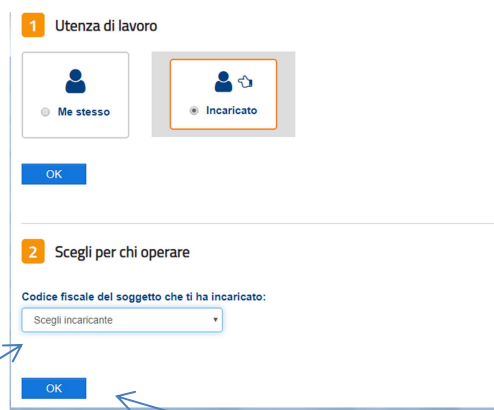 1 Utenza di lavoro
Me stesso
Incaricato
OK
2 Scegli per chi operare
Codice fiscale del soggetto che ti ha incaricato:
Scegli incaricante
OK